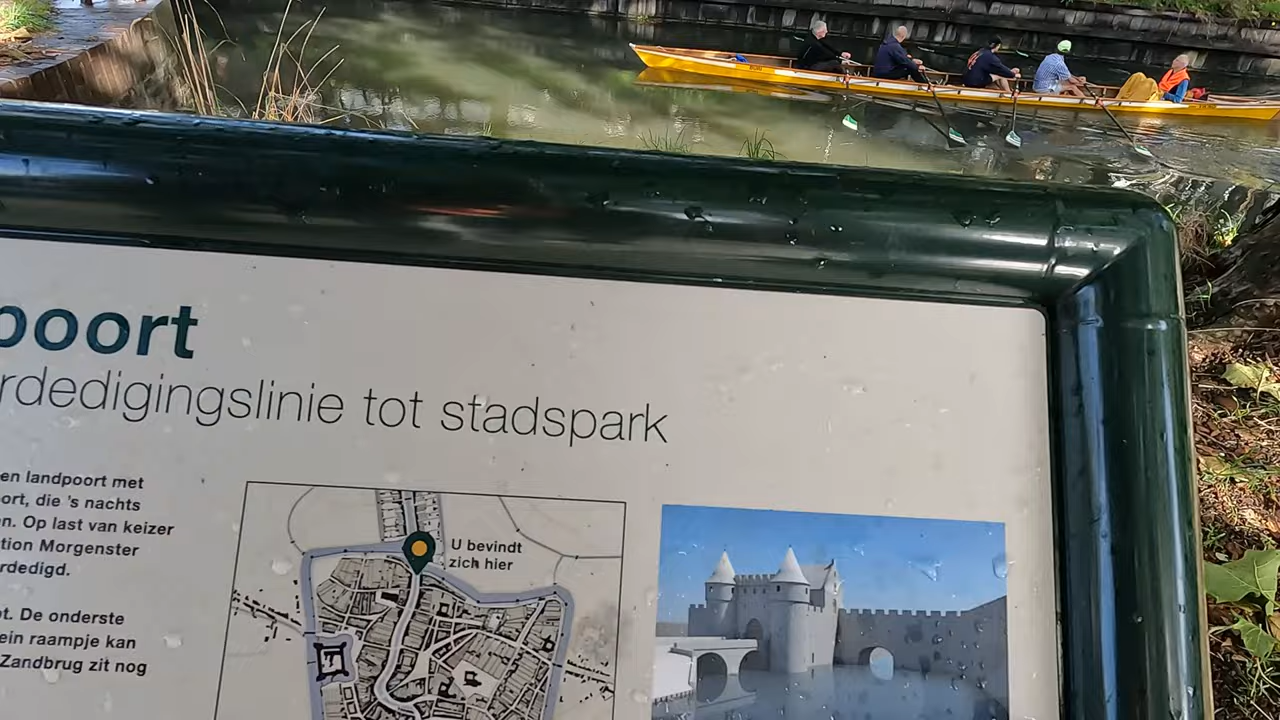 poort
rdedigingslinie tot stadspark
en landpoort met
ort, die 's nachts
n. Op last van keizer
tion Morgenster
rdedigd.
ot. De onderste
ein raampje kan
Zandbrug zit nog
U bevindt
zich hier